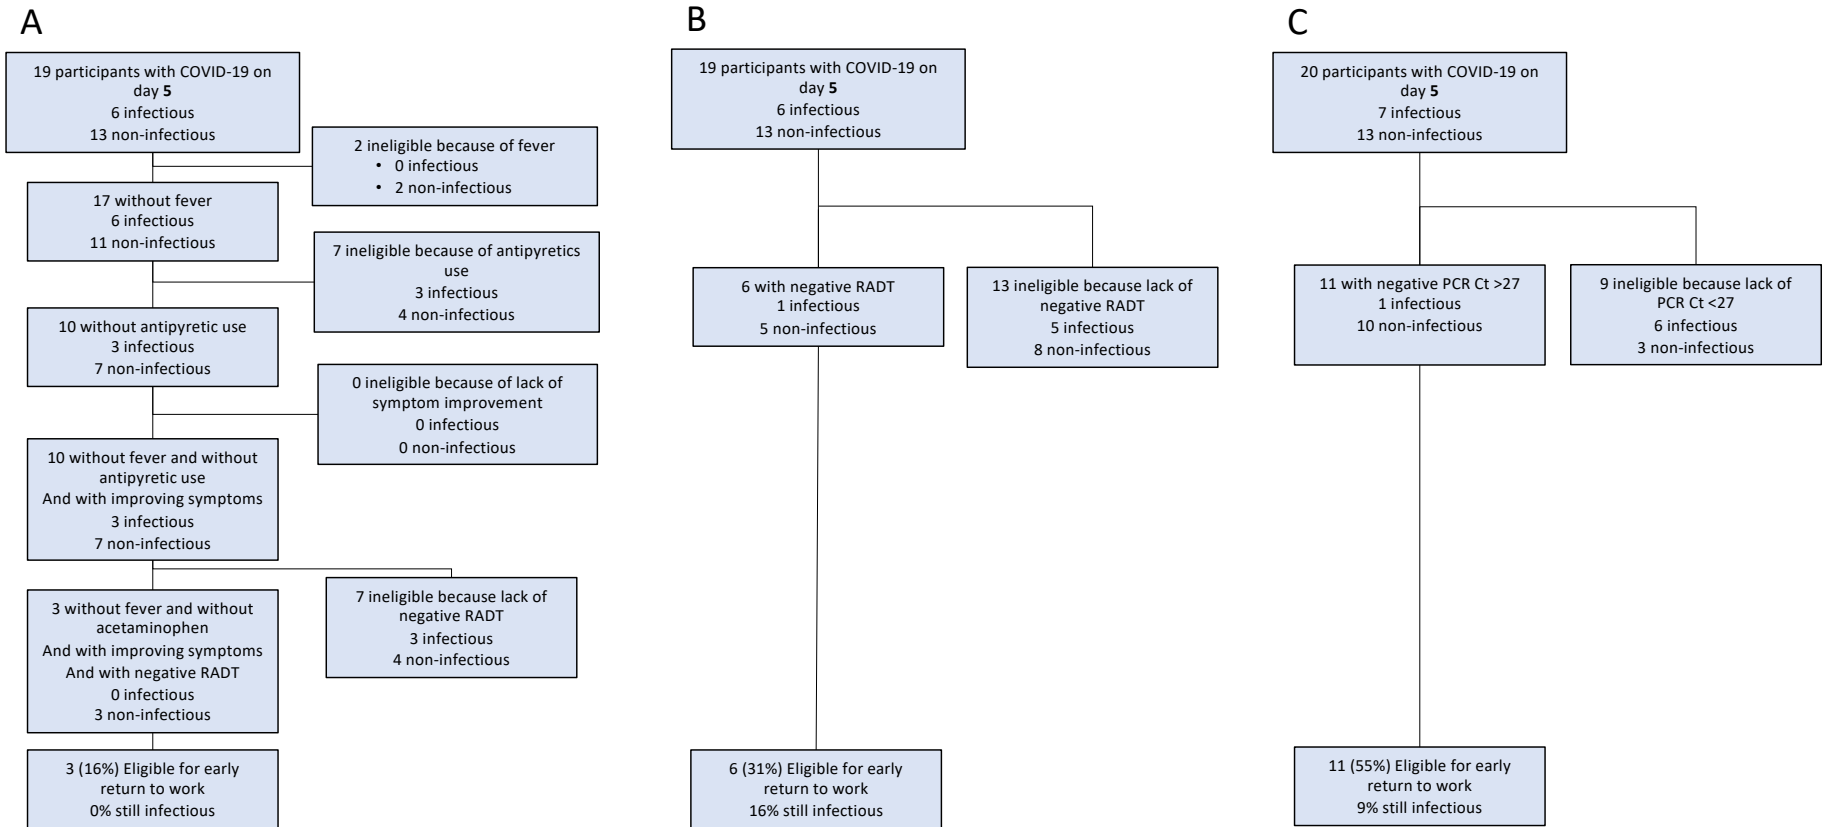 A
19 participants with COVID-19 on
day 5
6 infectious
13 non-infectious
2 ineligible because of fever
• 0 infectious
• 2 non-infectious
17 without fever
6 infectious
11 non-infectious
7 ineligible because of antipyretics
use
3 infectious
4 non-infectious
10 without antipyretic use
3 infectious
7 non-infectious
0 ineligible because of lack of
symptom improvement
0 infectious
0 non-infectious
10 without fever and without
antipyretic use
And with improving symptoms
3 infectious
7 non-infectious
7 ineligible because lack of
negative RADT
3 infectious
4 non-infectious
3 without fever and without
acetaminophen
And with improving symptoms
And with negative RADT
0 infectious
3 non-infectious
3 (16%) Eligible for early
return to work
0% still infectious
B
19 participants with COVID-19 on
day 5
6 infectious
13 non-infectious
6 with negative RADT
1 infectious
5 non-infectious
13 ineligible because lack of
negative RADT
5 infectious
8 non-infectious
6 (31%) Eligible for early
return to work
16% still infectious
C
20 participants with COVID-19 on
day 5
7 infectious
13 non-infectious
11 with negative PCR Ct >27
1 infectious
10 non-infectious
9 ineligible because lack of
PCR Ct <27
6 infectious
3 non-infectious
11 (55%) Eligible for early
return to work
9% still infectious